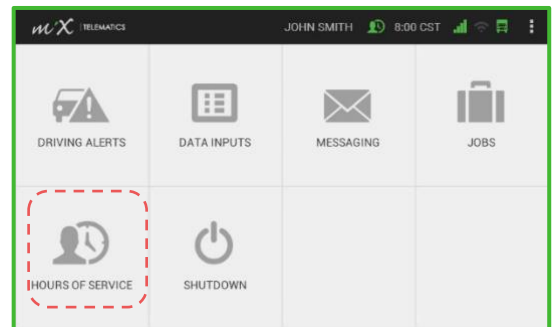 miX TELEMATICS JOHN SMITH 8:00 CST
DRIVING ALERTS DATA INPUTS MESSAGING JOBS
HOURS OF SERVICE SHUTDOWN